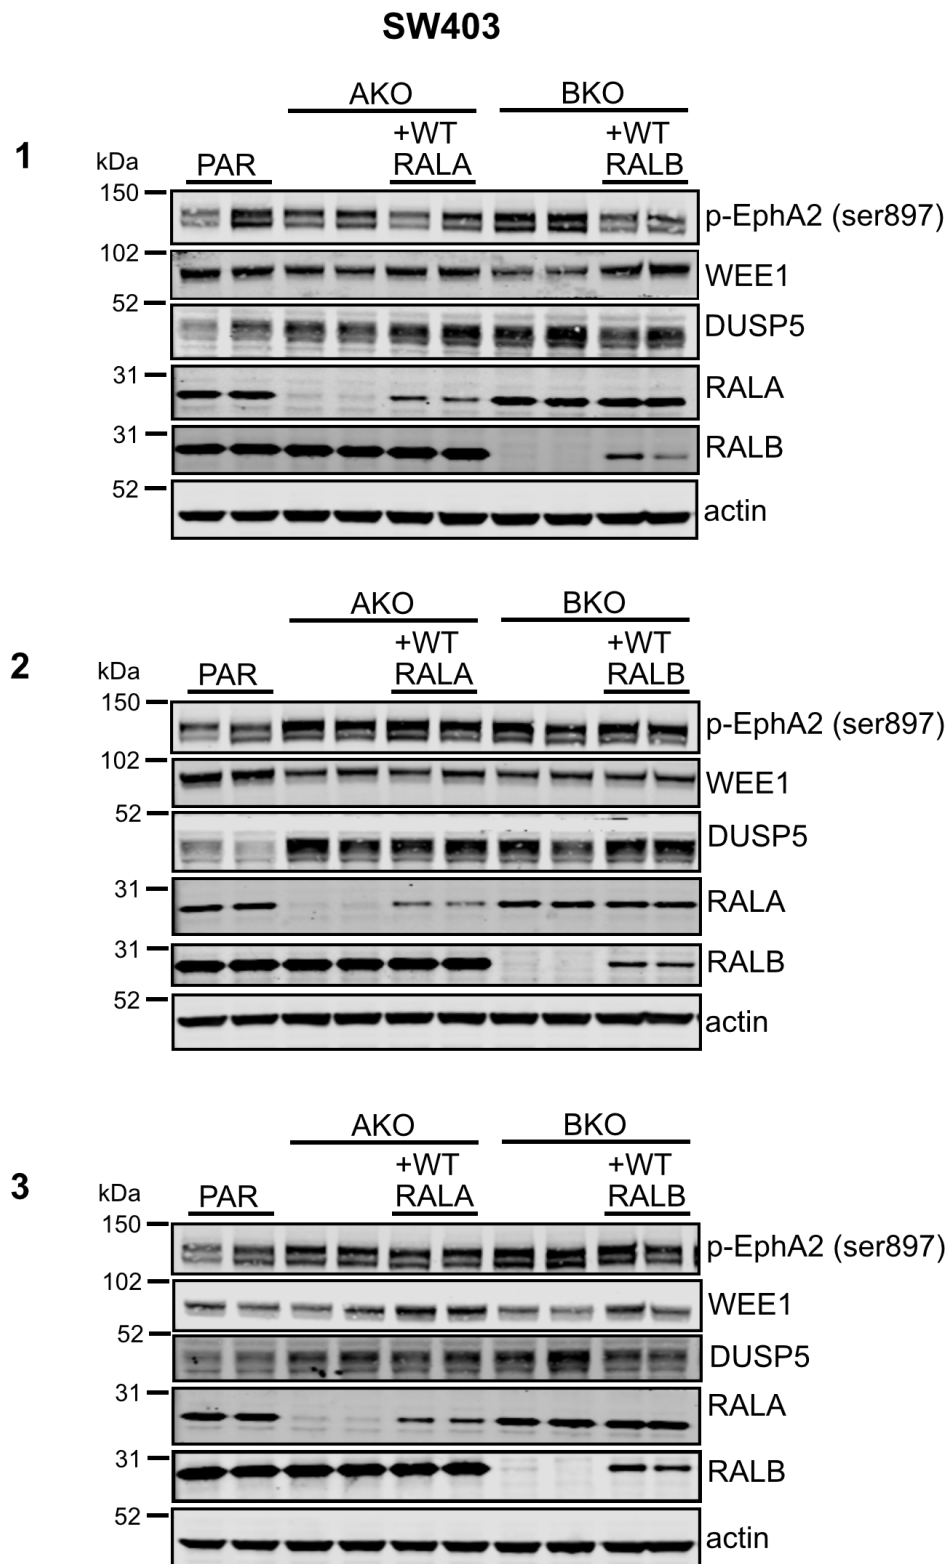 SW403
AKO BKO
+WT +WT
1 kDa PAR RALA RALB
150 p-EphA2 (ser897)
102 WEE1
52 DUSP5
31 RALA
31 RALB
52 actin
AKO BKO
+WT +WT
2 kDa PAR RALA RALB
150 p-EphA2 (ser897)
102 WEE1
52 DUSP5
31 RALA
31 RALB
52 actin
AKO BKO
+WT +WT
3 kDa PAR RALA RALB
150 p-EphA2 (ser897)
102 WEE1
52 DUSP5
31 RALA
31 RALB
52 actin